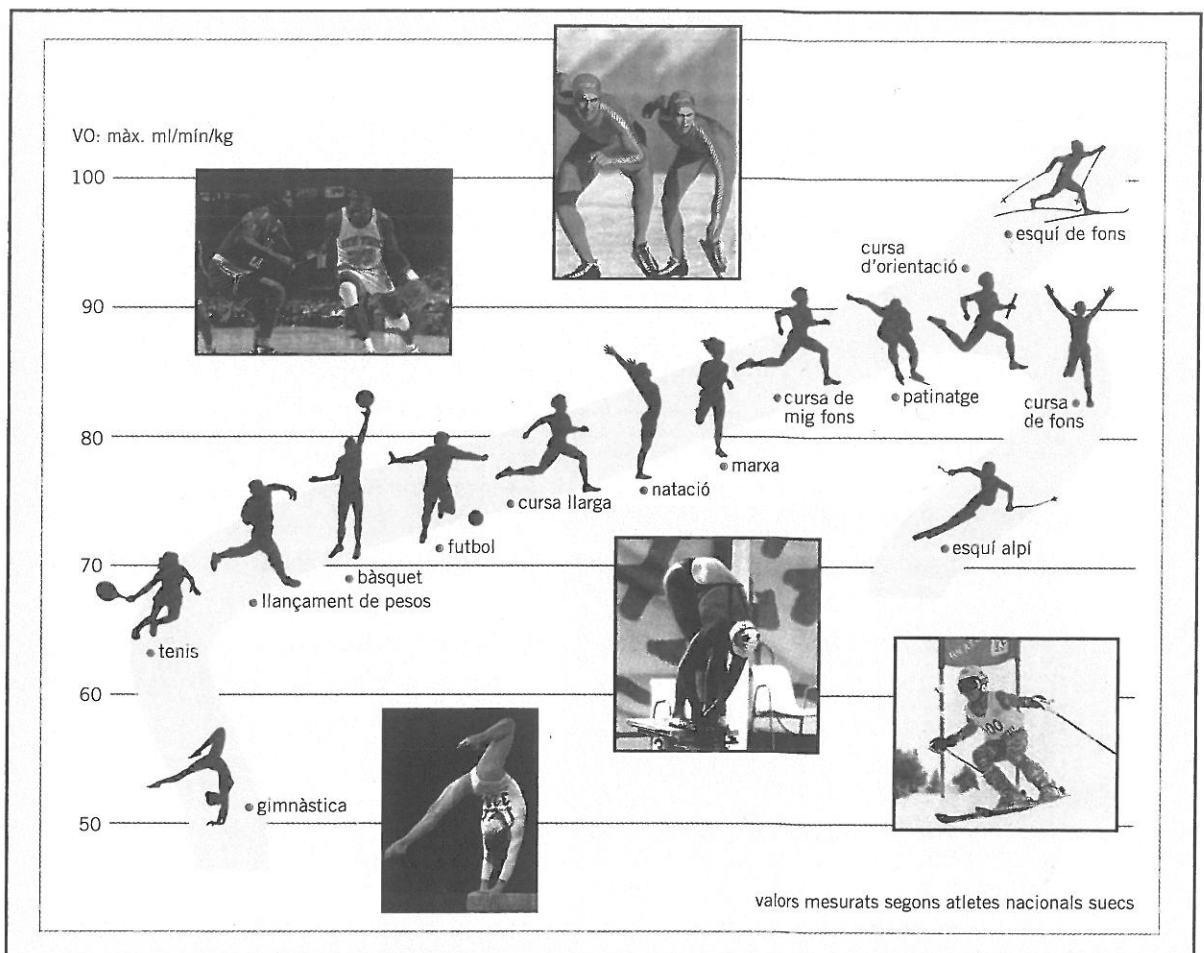 VO: màx. ml/mín/kg
100
90
80
70
60
50
esquí de fons
cursa
d'orientació
cursa de
mig fons
patinatge
cursa
de fons
marxa
natació
cursa llarga
futbol
bàsquet
llançament de pesos
tenis
esquí alpí
gimnàstica
valors mesurats segons atletes nacionals suecs